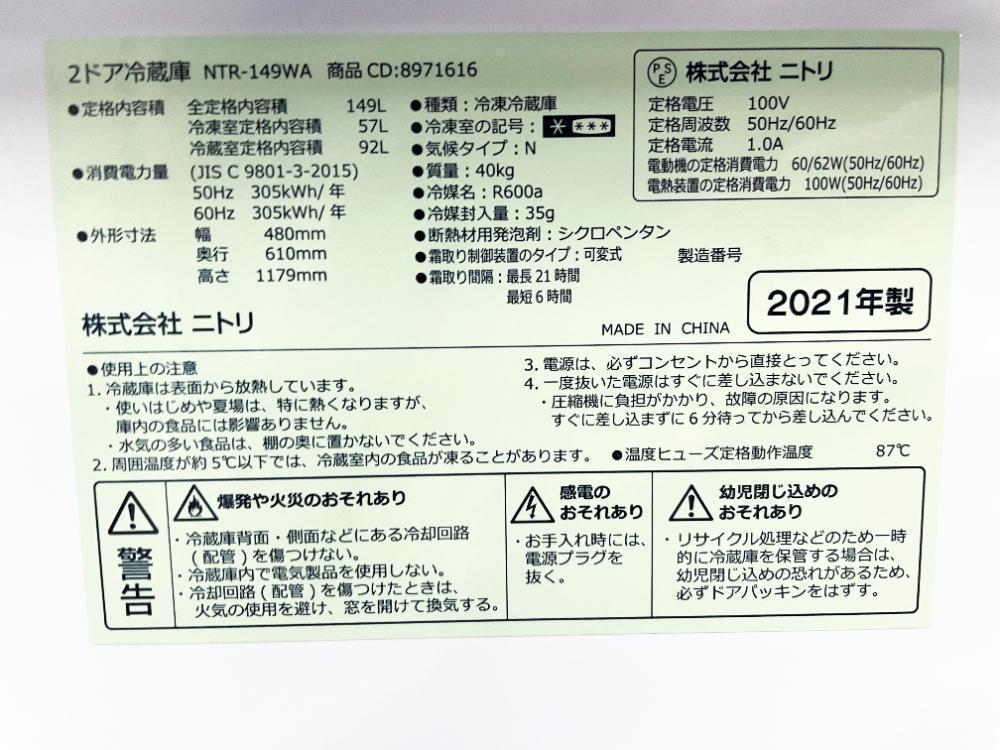 2ドア冷蔵庫 NTR-149WA 商品CD:8971616
●定格内容積 全定格内容積 149L
冷凍室定格内容積 57L
冷蔵室定格内容積 92L
●消費電力量 (JIS C 9801-3-2015)
50Hz 305kWh/年
60Hz 305kWh/年
●外形寸法 幅 480mm
奥行 610mm
高さ 1179mm
●種類：冷凍冷蔵庫
●冷凍室の記号：* ***
●気候タイプ：N
●質量：40kg
●冷媒名：R600a
●冷媒封入量：35g
●断熱材用発泡剤：シクロペンタン
●霜取り制御装置のタイプ：可変式
●霜取り間隔：最長21時間
最短6時間
PSE 株式会社 ニトリ
定格電圧 100V
定格周波数 50Hz/60Hz
定格電流 1.0A
電動機の定格消費電力 60/62W(50Hz/60Hz)
電熱装置の定格消費電力 100W(50Hz/60Hz)
製造番号
株式会社 ニトリ
MADE IN CHINA
2021年製
●使用上の注意
1. 冷蔵庫は表面から放熱しています。
・使いはじめや夏場は、特に熱くなりますが、
庫内の食品には影響ありません。
・水気の多い食品は、棚の奥に置かないでください。
2. 周囲温度が約5℃以下では、冷蔵室内の食品が凍ることがあります。
3. 電源は、必ずコンセントから直接とってください。
4. 一度抜いた電源はすぐに差し込まないでください。
・圧縮機に負担がかかり、故障の原因になります。
すぐに差し込まずに6分待ってから差し込んでください。
●温度ヒューズ定格動作温度 87℃
警告
爆発や火災のおそれあり
・冷蔵庫背面・側面などにある冷却回路
(配管)を傷つけない。
・冷蔵庫内で電気製品を使用しない。
・冷却回路(配管)を傷つけたときは、
火気の使用を避け、窓を開けて換気する。
感電の
おそれあり
・お手入れ時には、
電源プラグを
抜く。
幼児閉じ込めの
おそれあり
・リサイクル処理などのため一時
的に冷蔵庫を保管する場合は、
幼児閉じ込めの恐れがあるため、
必ずドアパッキンをはずす。